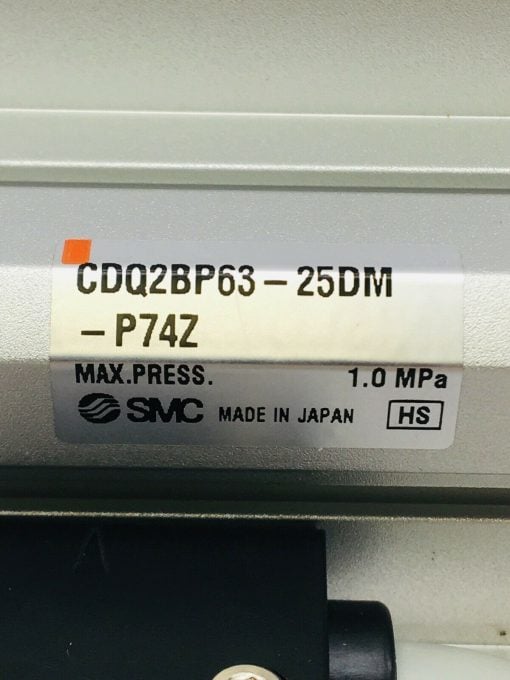 CDQ2BP63-25DM
-P74Z
MAX.PRESS. 1.0 MPa
SMC MADE IN JAPAN HS